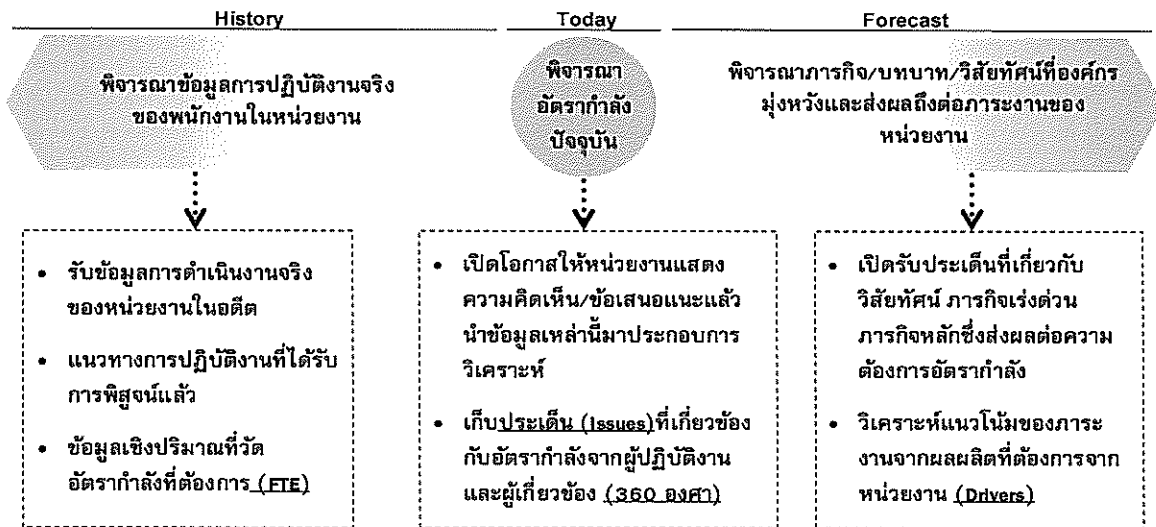 History
พิจารณาข้อมูลการปฏิบัติงานจริง
ของพนักงานในหน่วยงาน
• รับข้อมูลการดำเนินงานจริง
ของหน่วยงานในอดีต
• แนวทางการปฏิบัติงานที่ได้รับ
การพิสูจน์แล้ว
• ข้อมูลเชิงปริมาณที่วัด
อัตรากำลังที่ต้องการ (FTE)
Today
พิจารณา
อัตรากำลัง
ปัจจุบัน
• เปิดโอกาสให้หน่วยงานแสดง
ความคิดเห็น/ข้อเสนอแนะแล้ว
นำข้อมูลเหล่านี้มาประกอบการ
วิเคราะห์
• เก็บประเด็น (Issues)ที่เกี่ยวข้อง
กับอัตรากำลังจากผู้ปฏิบัติงาน
และผู้เกี่ยวข้อง (360 องศา)
Forecast
พิจารณาภารกิจ/บทบาท/วิสัยทัศน์ที่องค์กร
มุ่งหวังและส่งผลถึงต่อภาระงานของ
หน่วยงาน
• เปิดรับประเด็นที่เกี่ยวกับ
วิสัยทัศน์ ภารกิจเร่งด่วน
ภารกิจหลักซึ่งส่งผลต่อความ
ต้องการอัตรากำลัง
• วิเคราะห์แนวโน้มของภาระ
งานจากผลผลิตที่ต้องการจาก
หน่วยงาน (Drivers)